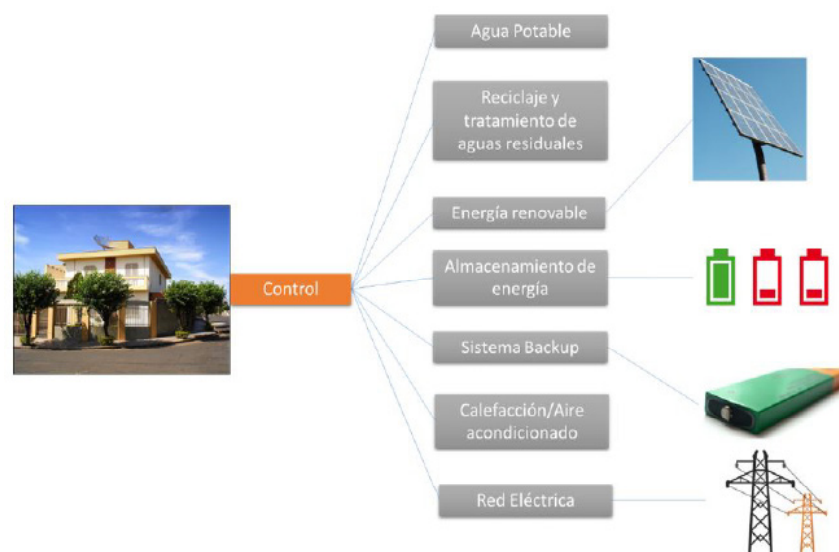 Agua Potable
Reciclaje y
tratamiento de
aguas residuales
Energía renovable
Almacenamiento de
energía
Control
Sistema Backup
Calefacción/Aire
acondicionado
Red Eléctrica